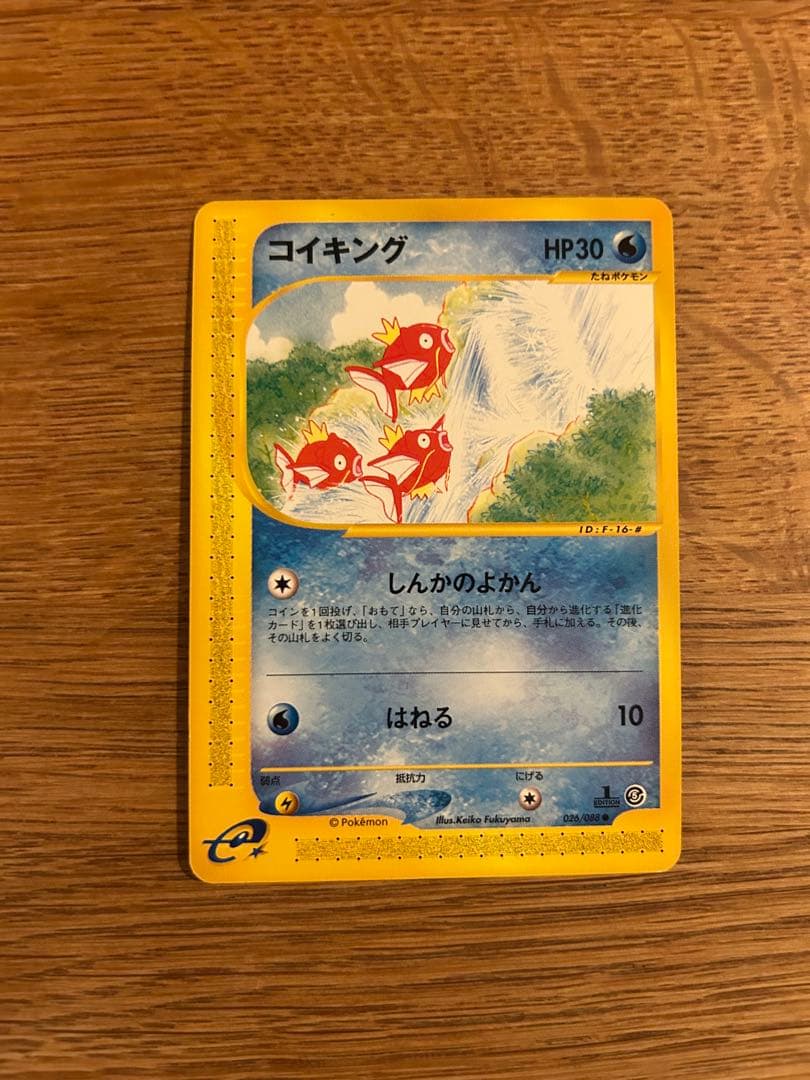 コイキング HP30
たねポケモン
ID:F-16-#
しんかのよかん
コインを1回投げ、「おもて」なら、自分の山札から、自分から進化する「進化
カード」を1枚選び出し、相手プレイヤーに見せてから、手札に加える。その後、
その山札をよく切る。
はねる 10
弱点 抵抗力 にげる
1
EDITION
© Pokémon Illus.Keiko Fukuyama 026/088
e